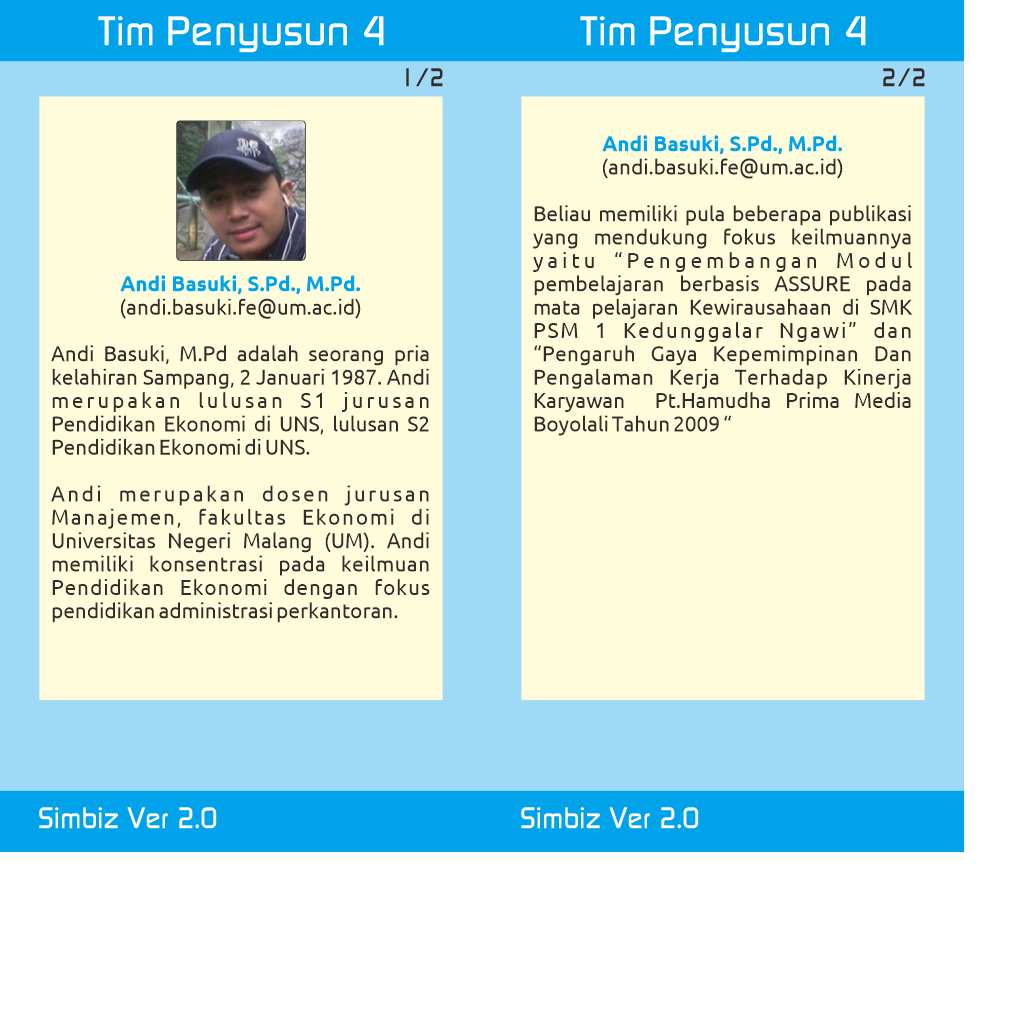 Tim Penyusun 4
1/2
Andi Basuki, S.Pd., M.Pd.
(andi.basuki.fe@um.ac.id)
Andi Basuki, M.Pd adalah seorang pria
kelahiran Sampang, 2 Januari 1987. Andi
merupakan lulusan S1 jurusan
Pendidikan Ekonomi di UNS, lulusan S2
Pendidikan Ekonomi di UNS.
Andi merupakan dosen jurusan
Manajemen, fakultas Ekonomi di
Universitas Negeri Malang (UM). Andi
memiliki konsentrasi pada keilmuan
Pendidikan Ekonomi dengan fokus
pendidikan administrasi perkantoran.
Simbiz Ver 2.0
Tim Penyusun 4
2/2
Andi Basuki, S.Pd., M.Pd.
(andi.basuki.fe@um.ac.id)
Beliau memiliki pula beberapa publikasi
yang mendukung fokus keilmuannya
yaitu “Pengembangan Modul
pembelajaran berbasis ASSURE pada
mata pelajaran Kewirausahaan di SMK
PSM 1 Kedunggalar Ngawi” dan
“Pengaruh Gaya Kepemimpinan Dan
Pengalaman Kerja Terhadap Kinerja
Karyawan Pt.Hamudha Prima Media
Boyolali Tahun 2009 “
Simbiz Ver 2.0